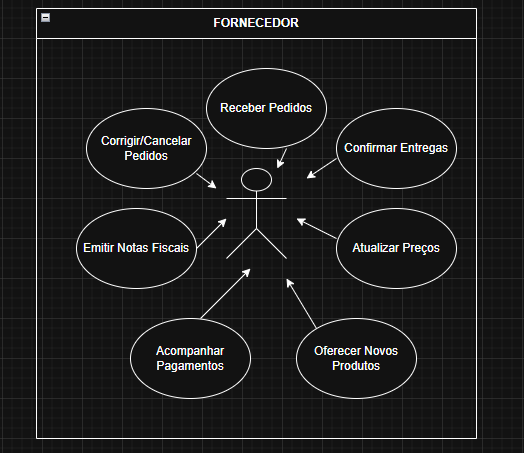 FORNECEDOR
Receber Pedidos
Corrigir/Cancelar
Pedidos
Confirmar Entregas
Emitir Notas Fiscais
Atualizar Preços
Acompanhar
Pagamentos
Oferecer Novos
Produtos